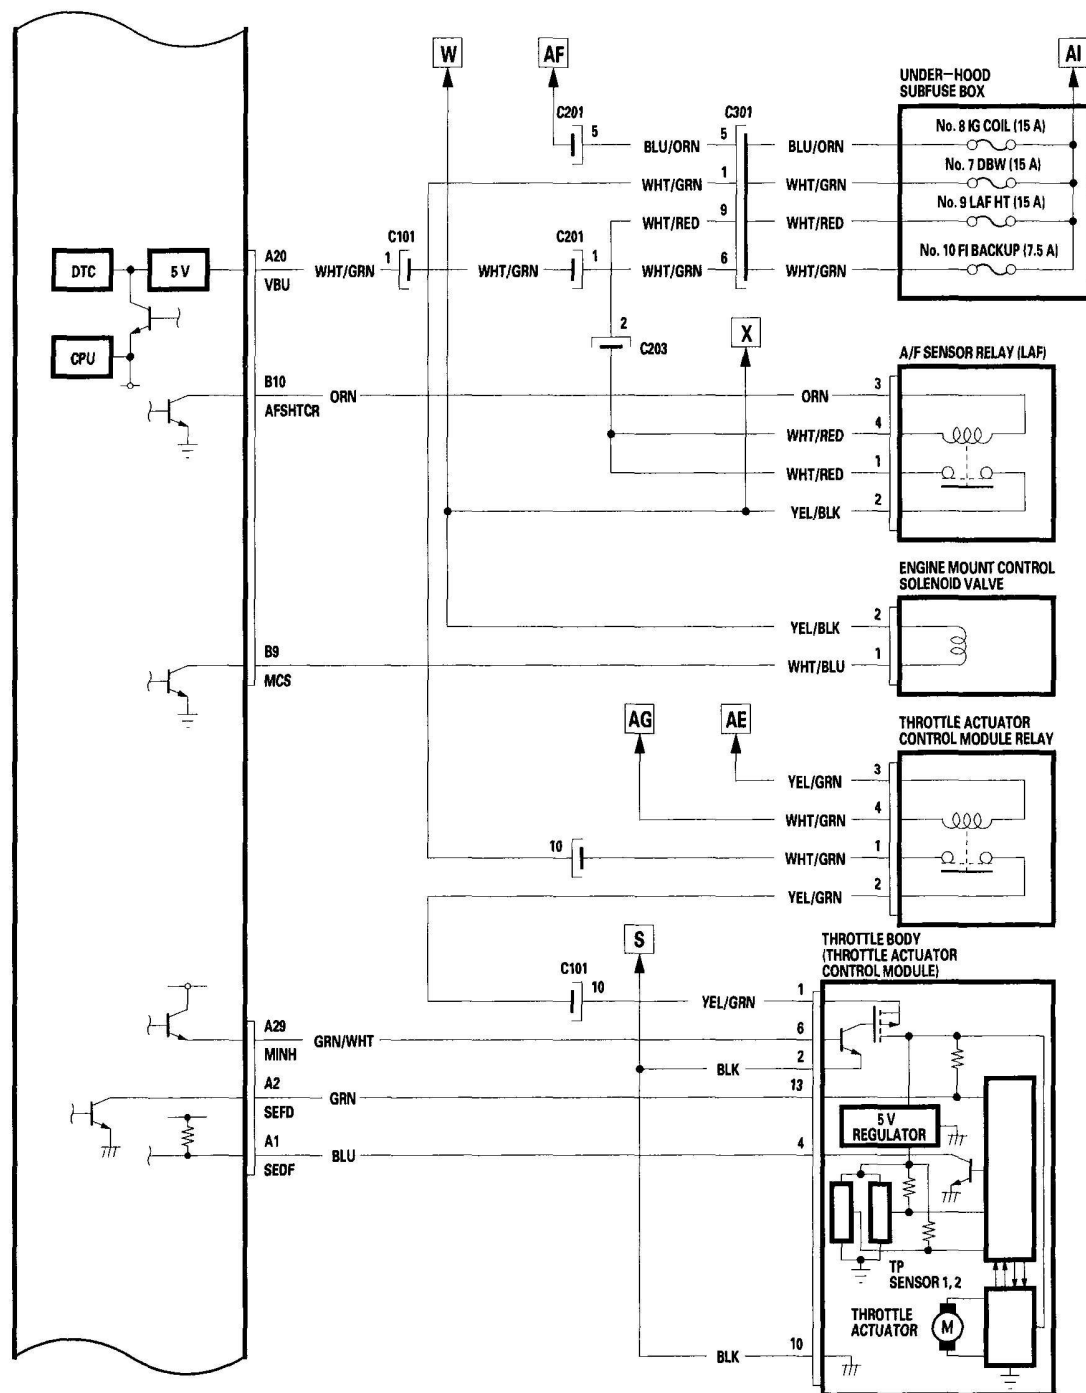 W
AF
AI
UNDER-HOOD
SUBFUSE BOX
C201
5
BLU/ORN
C301
5
BLU/ORN
No. 8 IG COIL (15 A)
WHT/GRN
1
WHT/GRN
No. 7 DBW (15 A)
WHT/RED
9
WHT/RED
No. 9 LAF HT (15 A)
DTC
5 V
A20
VBU
WHT/GRN
C101
1
WHT/GRN
C201
1
WHT/GRN
6
WHT/GRN
No. 10 FI BACKUP (7.5 A)
CPU
2
C203
X
A/F SENSOR RELAY (LAF)
B10
AFSHTCR
ORN
ORN
3
WHT/RED
4
WHT/RED
1
YEL/BLK
2
ENGINE MOUNT CONTROL
SOLENOID VALVE
YEL/BLK
2
B9
MCS
WHT/BLU
1
AG
AE
THROTTLE ACTUATOR
CONTROL MODULE RELAY
YEL/GRN
3
WHT/GRN
4
10
WHT/GRN
1
YEL/GRN
2
S
THROTTLE BODY
(THROTTLE ACTUATOR
CONTROL MODULE)
C101
10
YEL/GRN
1
A29
MINH
GRN/WHT
6
BLK
2
A2
SEFD
GRN
13
5 V
REGULATOR
A1
SEDF
BLU
4
TP
SENSOR 1, 2
THROTTLE
ACTUATOR
M
BLK
10